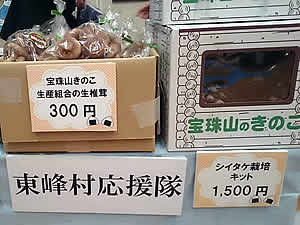 宝珠山きのこ
生産組合の生椎茸
300円
宝珠山のきのこ
東峰村応援隊
シイタケ栽培
キット
1,500円